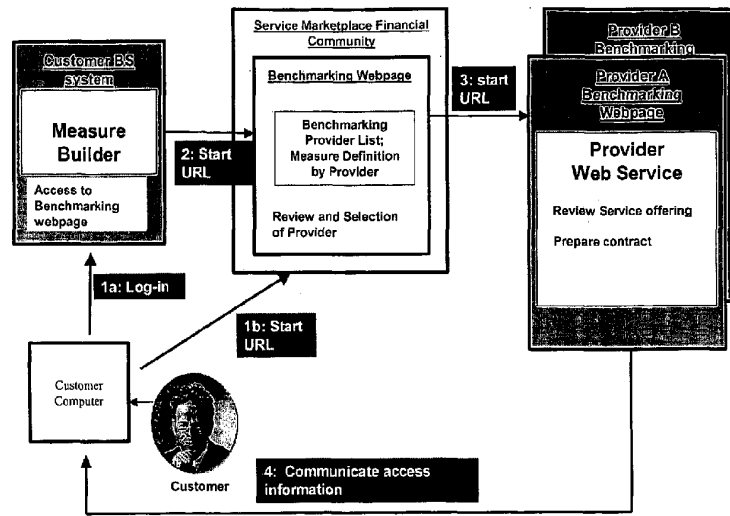 Customer BS
system
Measure
Builder
Access to
Benchmarking
webpage
1a: Log-in
Customer
Computer
Customer
2: Start
URL
1b: Start
URL
Service Marketplace Financial
Community
Benchmarking Webpage
Benchmarking
Provider List;
Measure Definition
by Provider
Review and Selection
of Provider
3: start
URL
Provider B
Benchmarking
Provider A
Benchmarking
Webpage
Provider
Web Service
Review Service offering
Prepare contract
4: Communicate access
information